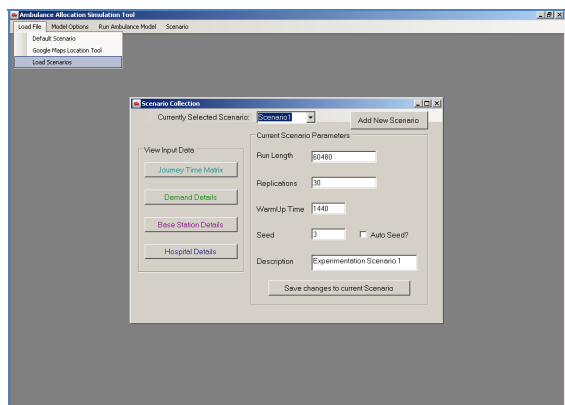 Ambulance Allocation Simulation Tool
Load File Model Options Run Ambulance Model Scenario
Default Scenario
Google Maps Location Tool
Load Scenarios
Scenario Collection
Currently Selected Scenario: Scenario1 Add New Scenario
Current Scenario Parameters
View Input Data
Run Length 60480
Journey Time Matrix
Replications 30
Demand Details
WarmUp Time 1440
Base Station Details
Seed 3 Auto Seed?
Hospital Details
Description Experimentation Scenario 1
Save changes to current Scenario